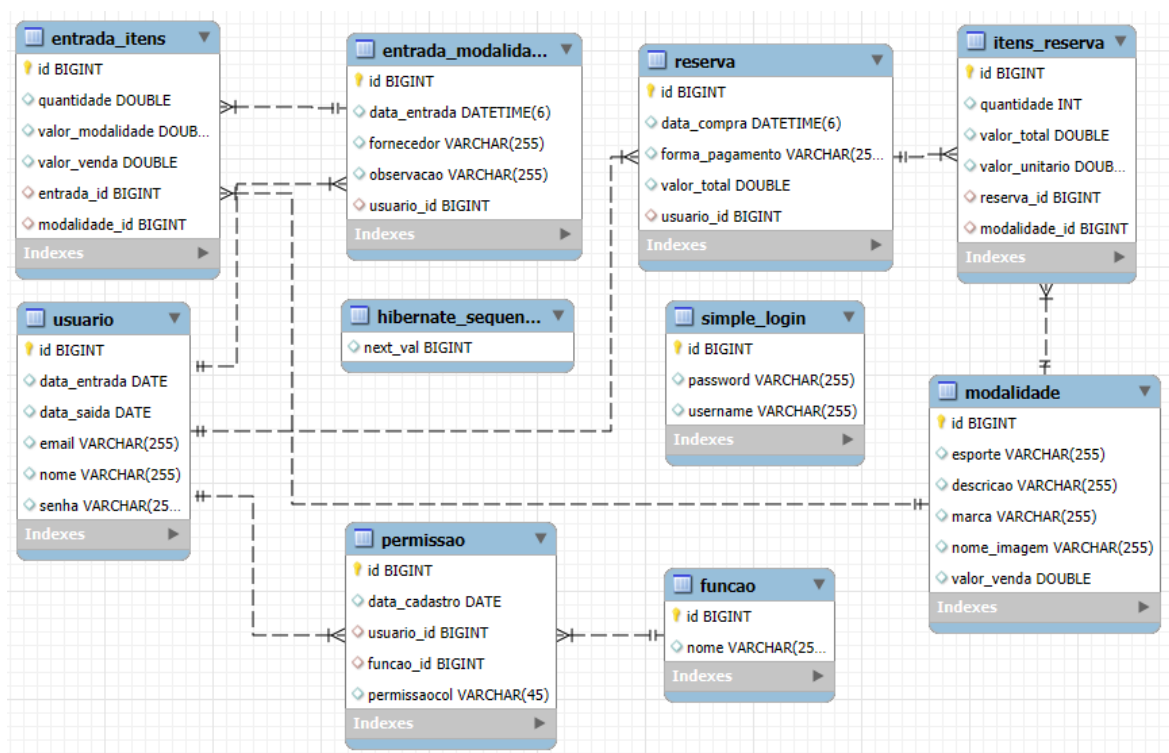 entrada_itens
id BIGINT
quantidade DOUBLE
valor_modalidade DOUB...
valor_venda DOUBLE
entrada_id BIGINT
modalidade_id BIGINT
Indexes
entrada_modalida...
id BIGINT
data_entrada DATETIME(6)
fornecedor VARCHAR(255)
observacao VARCHAR(255)
usuario_id BIGINT
Indexes
reserva
id BIGINT
data_compra DATETIME(6)
forma_pagamento VARCHAR(25...
valor_total DOUBLE
usuario_id BIGINT
Indexes
itens_reserva
id BIGINT
quantidade INT
valor_total DOUBLE
valor_unitario DOUB...
reserva_id BIGINT
modalidade_id BIGINT
Indexes
usuario
id BIGINT
data_entrada DATE
data_saida DATE
email VARCHAR(255)
nome VARCHAR(255)
senha VARCHAR(25...
Indexes
hibernate_sequen...
next_val BIGINT
simple_login
id BIGINT
password VARCHAR(255)
username VARCHAR(255)
Indexes
modalidade
id BIGINT
esporte VARCHAR(255)
descricao VARCHAR(255)
marca VARCHAR(255)
nome_imagem VARCHAR(255)
valor_venda DOUBLE
Indexes
permissao
id BIGINT
data_cadastro DATE
usuario_id BIGINT
funcao_id BIGINT
permissaocol VARCHAR(45)
Indexes
funcao
id BIGINT
nome VARCHAR(25...
Indexes